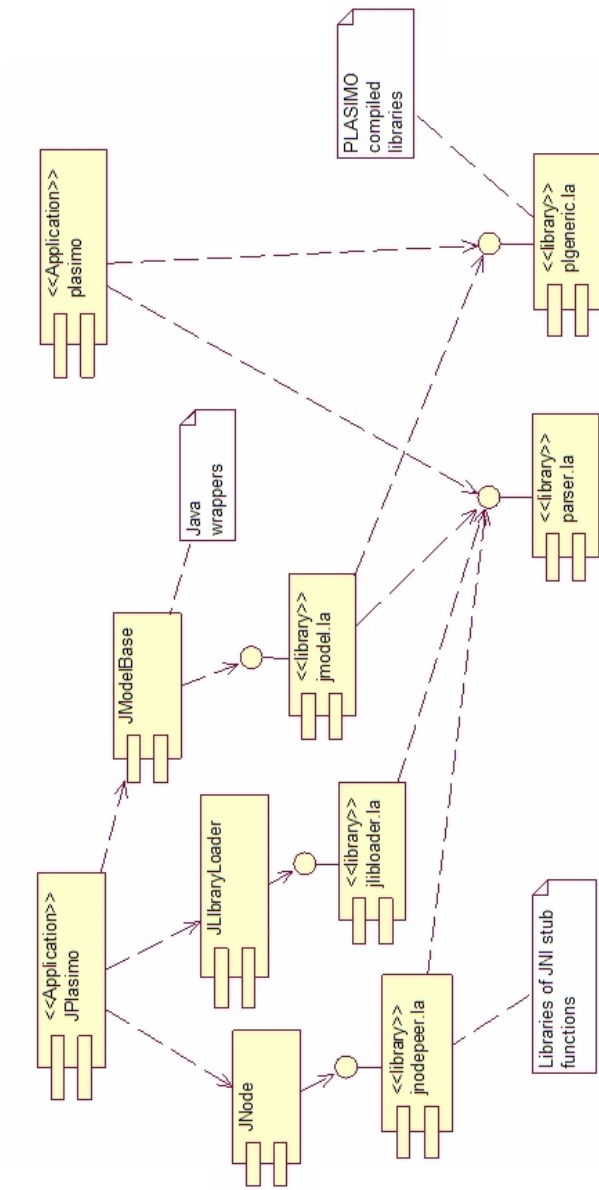 <<Application>>
JPlasimo
<<Application>>
plasimo
JModelBase
Java
wrappers
JLIbraryLoader
JNode
<<library>>
jmodel.la
<<library>>
jlibloader.la
<<library>>
jnodepeer.la
PLASIMO
compiled
libraries
<<library>>
parser.la
<<library>>
plgeneric.la
Libraries of JNI stub
functions